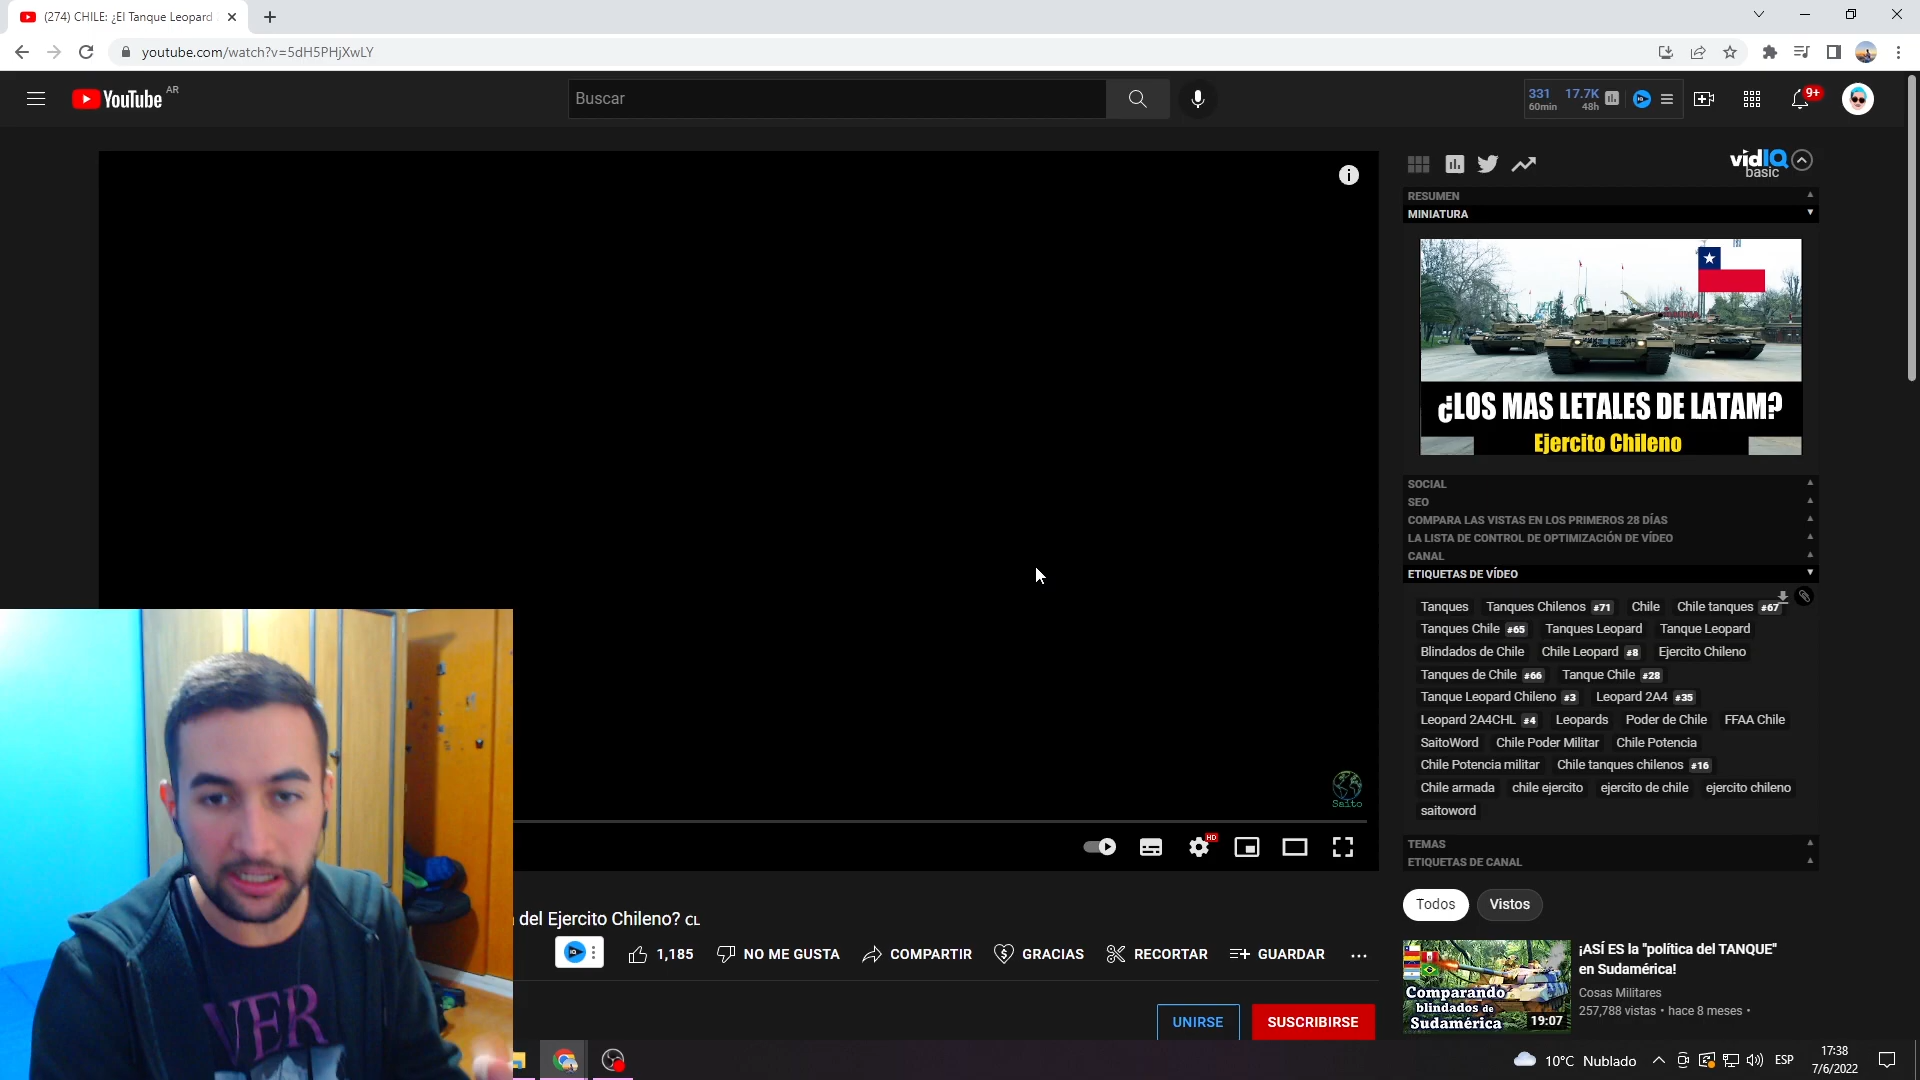 (274) CHILE: ¿El Tanque Leopard
youtube.com/watch?v=5dH5PHjXwLY
YouTube AR
Buscar
331 17.7K
60min 48h
9+
vidIQ
basic
RESUMEN
MINIATURA
¿LOS MAS LETALES DE LATAM?
Ejercito Chileno
SOCIAL
SEO
COMPARA LAS VISTAS EN LOS PRIMEROS 28 DÍAS
LA LISTA DE CONTROL DE OPTIMIZACIÓN DE VÍDEO
CANAL
ETIQUETAS DE VÍDEO
Tanques Tanques Chilenos #71 Chile Chile tanques #67
Tanques Chile #65 Tanques Leopard Tanque Leopard
Blindados de Chile Chile Leopard #8 Ejercito Chileno
Tanques de Chile #66 Tanque Chile #28
Tanque Leopard Chileno #3 Leopard 2A4 #35
Leopard 2A4CHL #4 Leopards Poder de Chile FFAA Chile
SaitoWord Chile Poder Militar Chile Potencia
Chile Potencia militar Chile tanques chilenos #16
Chile armada chile ejercito ejercito de chile ejercito chileno
saitoword
TEMAS
ETIQUETAS DE CANAL
Saito
HD
del Ejercito Chileno? CL
1,185 NO ME GUSTA COMPARTIR GRACIAS RECORTAR GUARDAR
UNIRSE SUSCRIBIRSE
Todos Vistos
Comparando
blindados de
Sudamérica
19:07
¡ASÍ ES la "política del TANQUE"
en Sudamérica!
Cosas Militares
257,788 vistas • hace 8 meses •
VER
10°C Nublado
ESP
17:38
7/6/2022